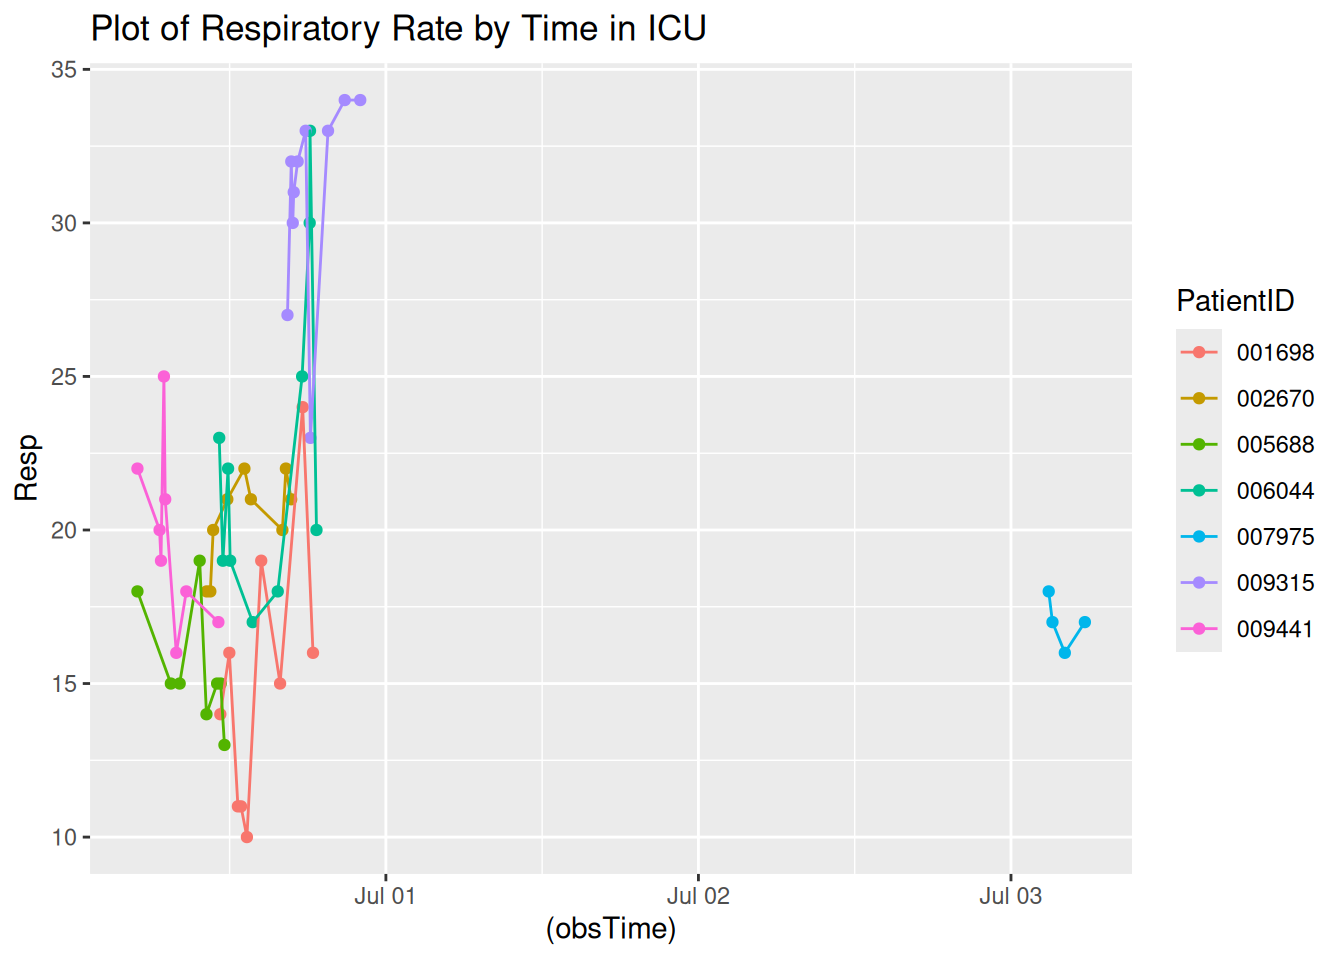 Plot of Respiratory Rate by Time in ICU
35
30
25
20
15
10
Resp
Jul 01
Jul 02
Jul 03
(obsTime)
PatientID
001698
002670
005688
006044
007975
009315
009441